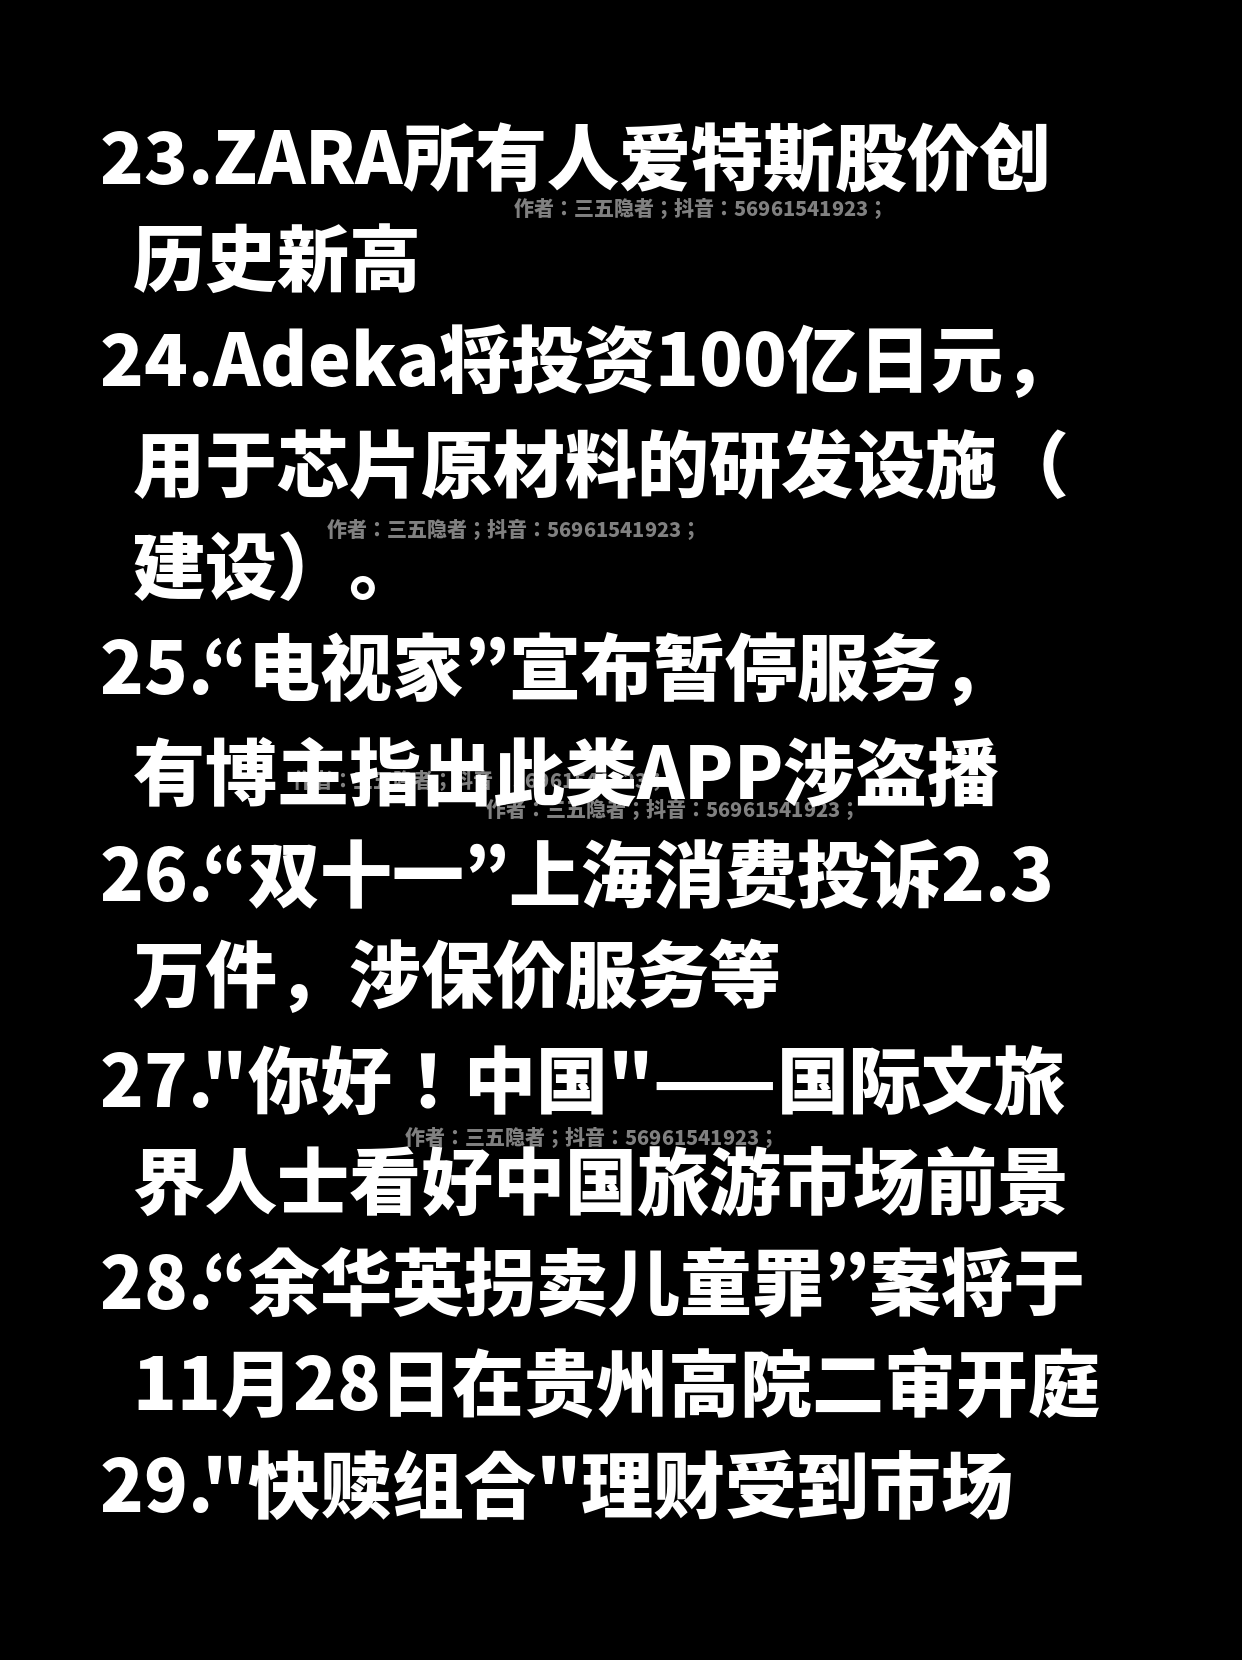 23.ZARA所有人爱特斯股价创
作者：三五隐者；抖音：56961541923；
历史新高
24.Adeka将投资100亿日元，
用于芯片原材料的研发设施（
作者：三五隐者；抖音：56961541923；
建设）。
25.“电视家”宣布暂停服务，
有博主指出此类APP涉盗播
作者：三五隐者；抖音：56961541923；
26.“双十一”上海消费投诉2.3
万件，涉保价服务等
27."你好！中国"——国际文旅
作者：三五隐者；抖音：56961541923；
界人士看好中国旅游市场前景
28.“余华英拐卖儿童罪”案将于
11月28日在贵州高院二审开庭
29."快赎组合"理财受到市场